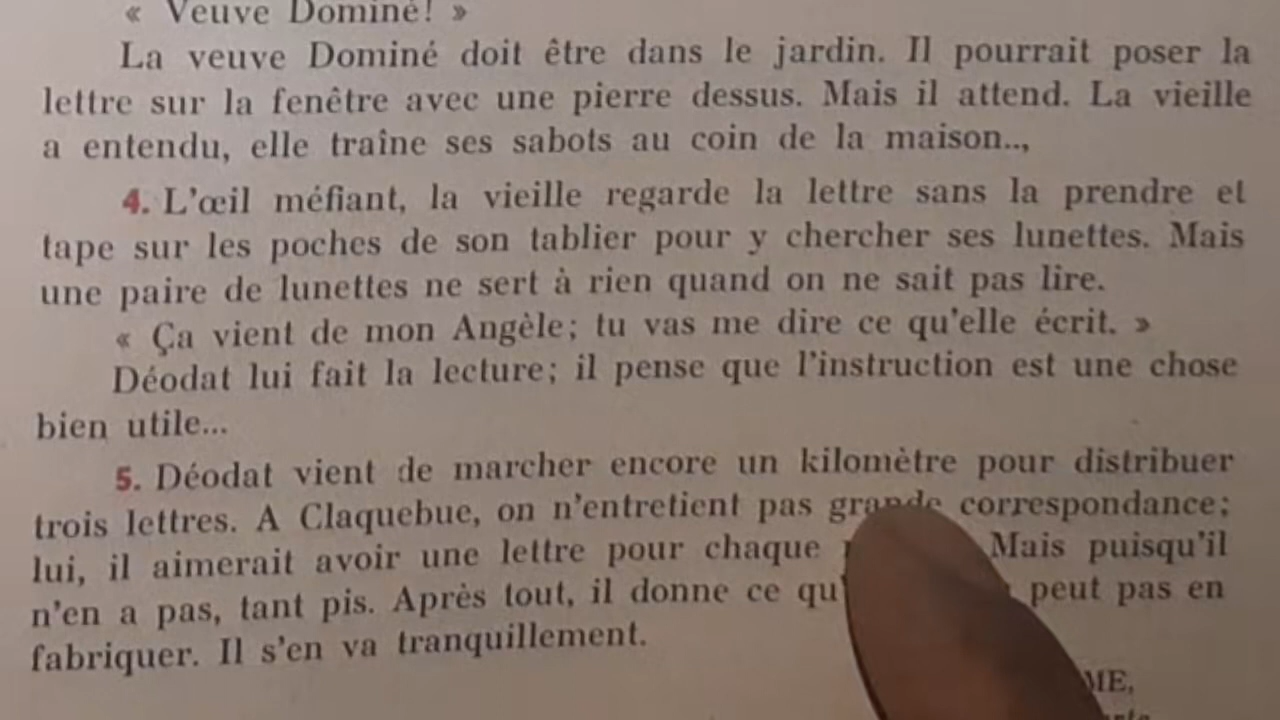 « Veuve Dominé! »
La veuve Dominé doit être dans le jardin. Il pourrait poser la
lettre sur la fenêtre avec une pierre dessus. Mais il attend. La vieille
a entendu, elle traîne ses sabots au coin de la maison..,
4. L'œil méfiant, la vieille regarde la lettre sans la prendre et
tape sur les poches de son tablier pour y chercher ses lunettes. Mais
une paire de lunettes ne sert à rien quand on ne sait pas lire.
« Ça vient de mon Angèle; tu vas me dire ce qu'elle écrit. »
Déodat lui fait la lecture; il pense que l'instruction est une chose
bien utile...
5. Déodat vient de marcher encore un kilomètre pour distribuer
trois lettres. A Claquebue, on n'entretient pas grande correspondance;
lui, il aimerait avoir une lettre pour chaque Mais puisqu'il
n'en a pas, tant pis. Après tout, il donne ce peut pas en
fabriquer. Il s'en va tranquillement.